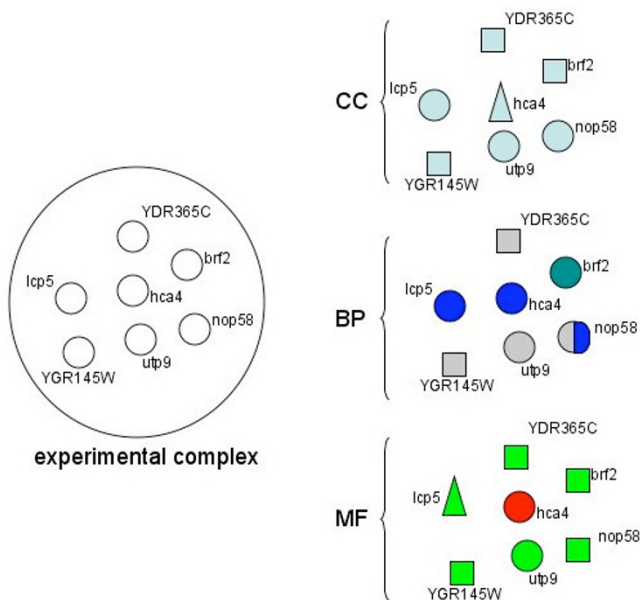 YDR365C
brf2
lcp5
CC
hca4
nop58
utp9
YGR145W
YDR365C
brf2
lcp5
hca4
nop58
utp9
YGR145W
experimental complex
YDR365C
brf2
lcp5
hca4
BP
nop58
utp9
YGR145W
YDR365C
brf2
lcp5
hca4
MF
nop58
utp9
YGR145W